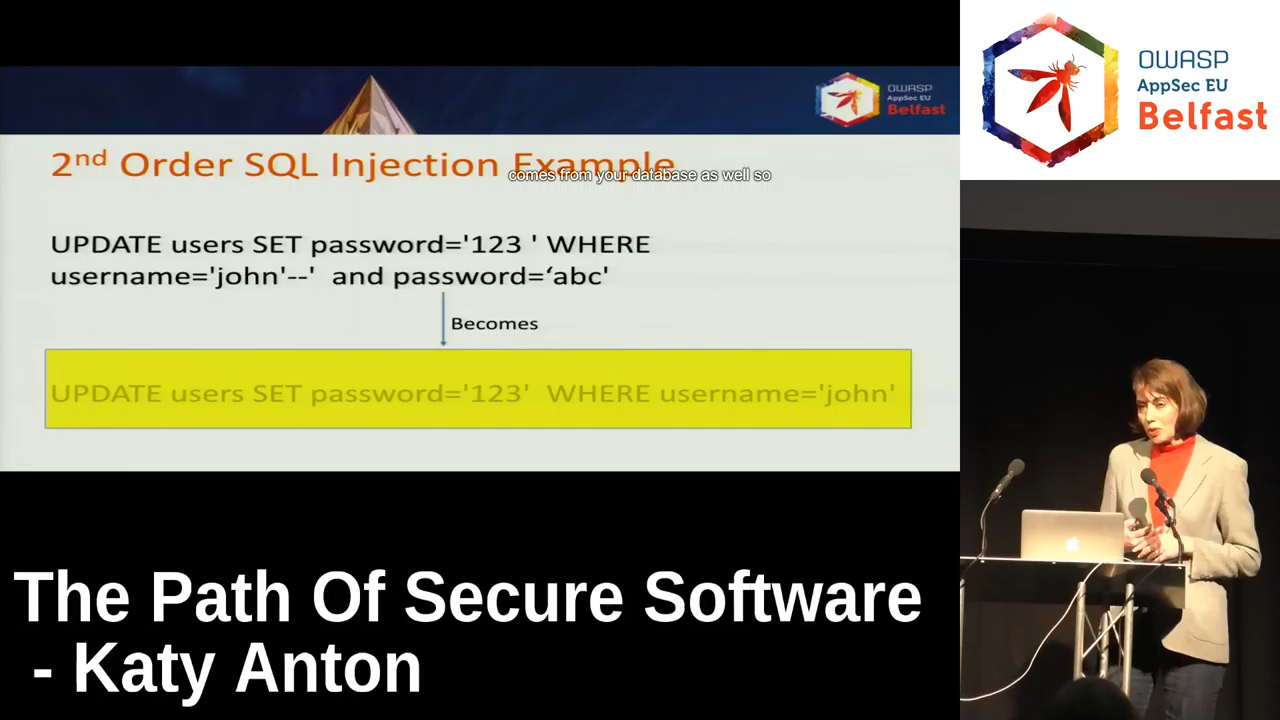 OWASP
AppSec EU
Belfast
2nd Order SQL Injection Example
comes from your database as well so
UPDATE users SET password='123 ' WHERE
username='john'--'  and password=‘abc'
Becomes
UPDATE users SET password='123'  WHERE username='john'
OWASP
AppSec EU
Belfast
The Path Of Secure Software
- Katy Anton